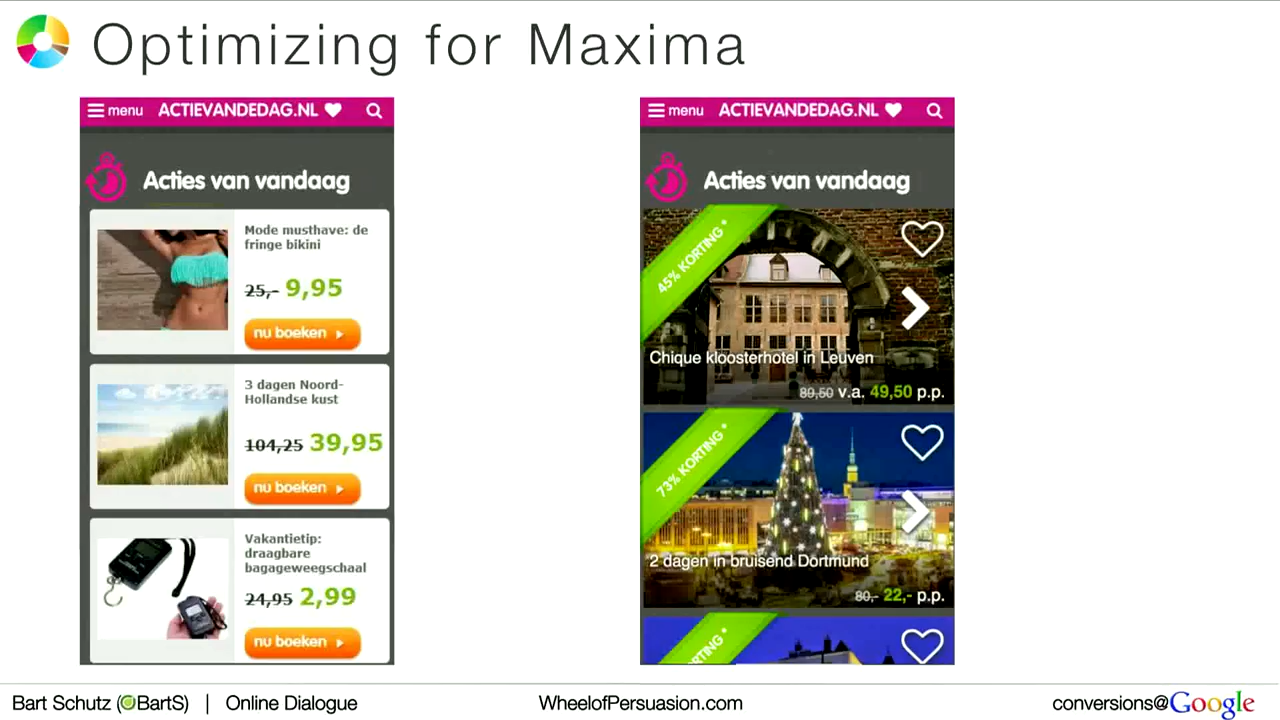 Optimizing for Maxima
menu ACTIEVANDEDAG.NL
Acties van vandaag
Mode musthave: de
fringe bikini
25,- 9,95
nu boeken
3 dagen Noord-
Hollandse kust
104,25 39,95
nu boeken
Vakantietip:
draagbare
bagageweegschaal
24,95 2,99
nu boeken
menu ACTIEVANDEDAG.NL
Acties van vandaag
45% KORTING *
Chique kloosterhotel in Leuven
89,50 v.a. 49,50 p.p.
73% KORTING *
2 dagen in bruisend Dortmund
80,- 22,- p.p.
RTING *
Bart Schutz (@BartS) | Online Dialogue
WheelofPersuasion.com
conversions@Google